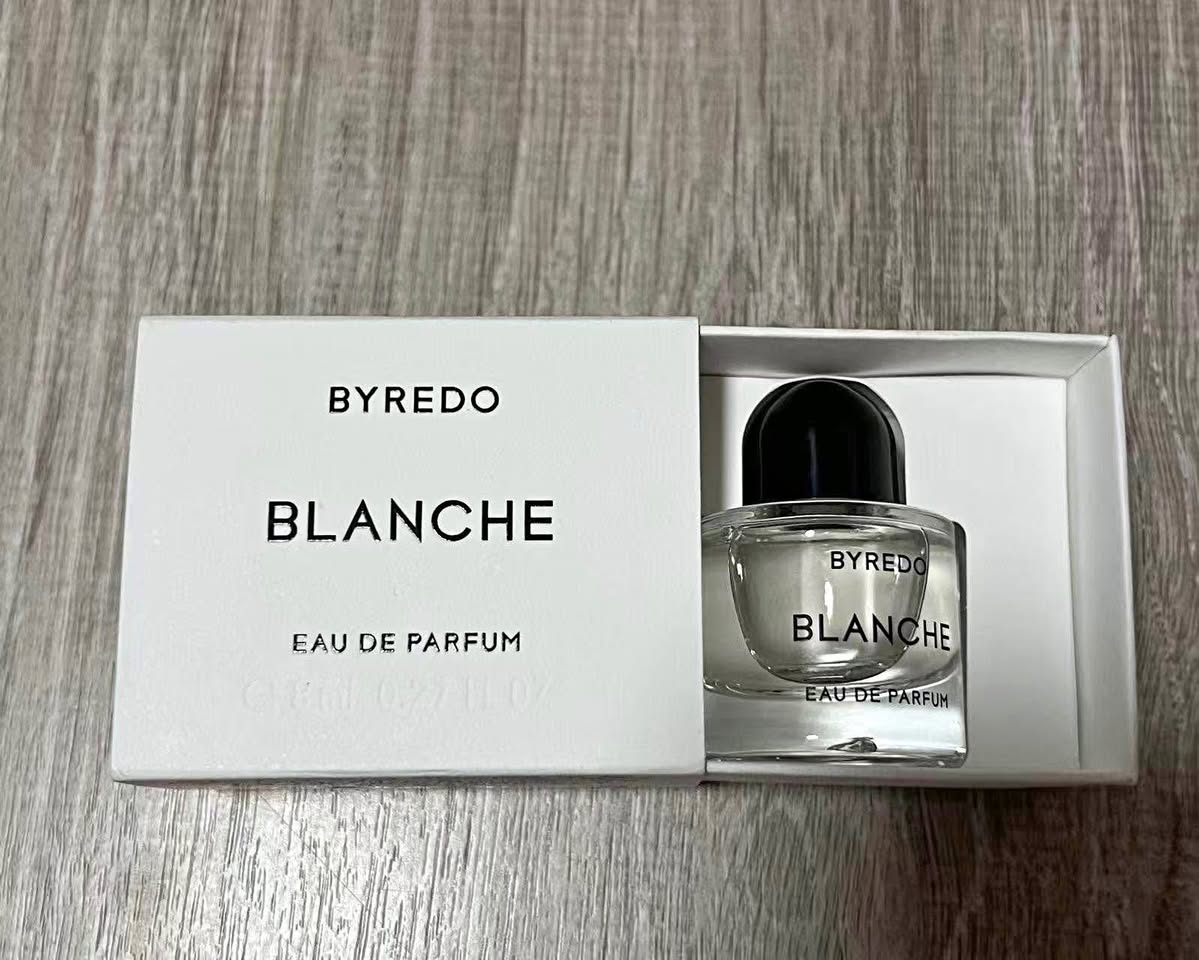 BYREDO
BLANCHE
EAU DE PARFUM
BYREDO
BLANCHE
EAU DE PARFUM